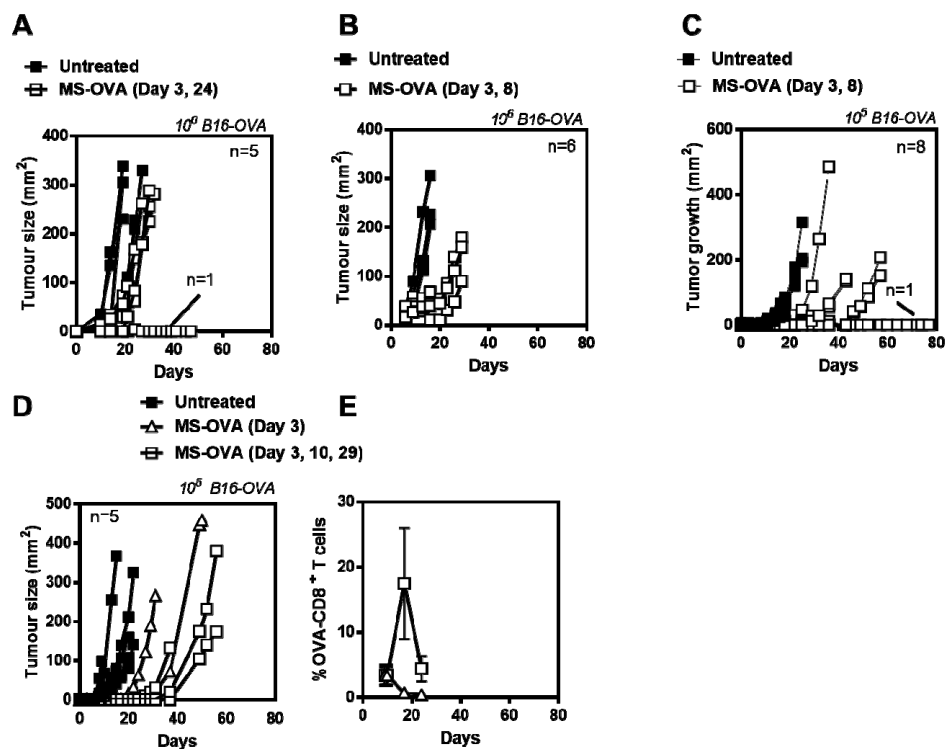 A
Untreated
MS-OVA (Day 3, 24)
10⁶ B16-OVA
n=5
n=1
Tumour size (mm²)
400
300
200
100
0
0 20 40 60 80
Days
B
Untreated
MS-OVA (Day 3, 8)
10⁶ B16-OVA
n=6
Tumour size (mm²)
400
300
200
100
0
0 20 40 60 80
Days
C
Untreated
MS-OVA (Day 3, 8)
10⁵ B16-OVA
n=8
n=1
Tumor growth (mm²)
600
400
200
0
0 20 40 60 80
Days
D
Untreated
MS-OVA (Day 3)
MS-OVA (Day 3, 10, 29)
10⁵ B16-OVA
n=5
Tumour size (mm²)
500
400
300
200
100
0
0 20 40 60 80
Days
E
% OVA-CD8⁺ T cells
30
20
10
0
0 20 40 60 80
Days